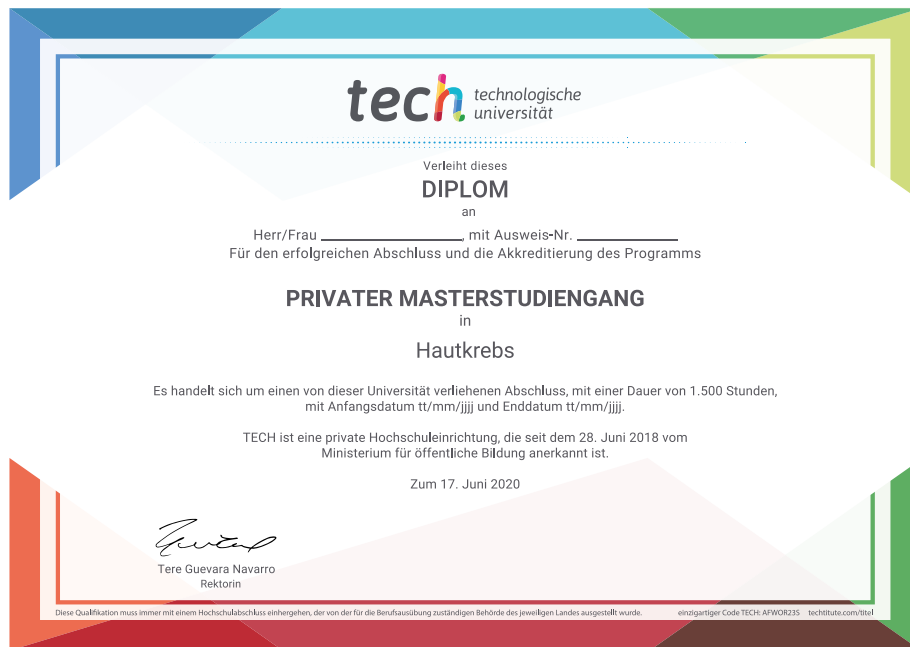 tech technologische
universität
Verleiht dieses
DIPLOM
an
Herr/Frau ________________, mit Ausweis-Nr. ____________
Für den erfolgreichen Abschluss und die Akkreditierung des Programms
PRIVATER MASTERSTUDIENGANG
in
Hautkrebs
Es handelt sich um einen von dieser Universität verliehenen Abschluss, mit einer Dauer von 1.500 Stunden,
mit Anfangsdatum tt/mm/jjjj und Enddatum tt/mm/jjjj.
TECH ist eine private Hochschuleinrichtung, die seit dem 28. Juni 2018 vom
Ministerium für öffentliche Bildung anerkannt ist.
Zum 17. Juni 2020
Tere Guevara Navarro
Rektorin
Diese Qualifikation muss immer mit einem Hochschulabschluss einhergehen, der von der für die Berufsausübung zuständigen Behörde des jeweiligen Landes ausgestellt wurde. einzigartiger Code TECH: AFWOR23S techtitute.com/titel